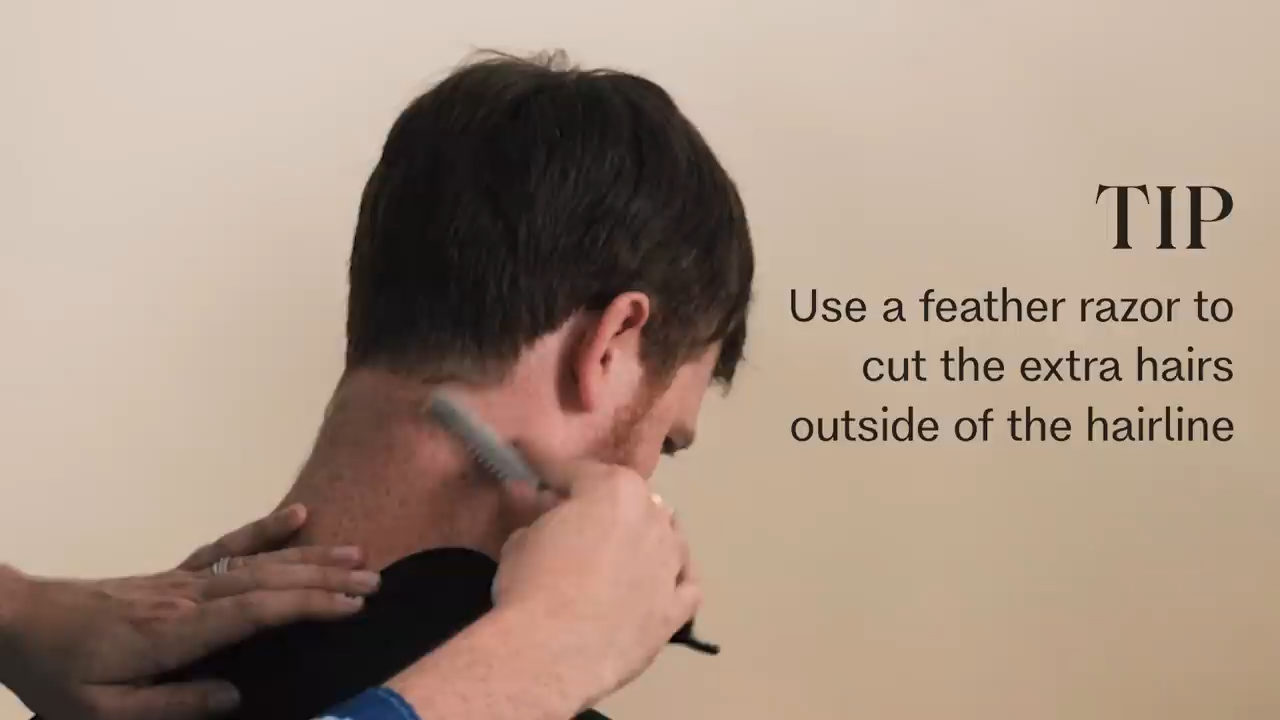 TIP
Use a feather razor to
cut the extra hairs
outside of the hairline